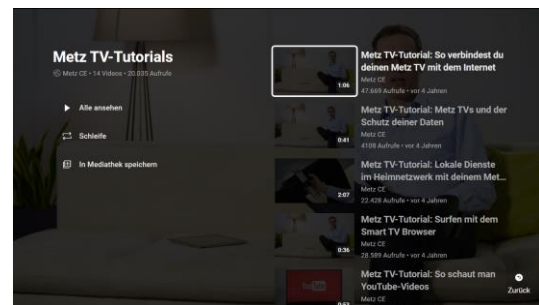 Metz TV-Tutorials
Metz CE • 14 Videos • 20.035 Aufrufe
Alle ansehen
Schleife
In Mediathek speichern
1:06
Metz TV-Tutorial: So verbindest du
deinen Metz TV mit dem Internet
Metz CE
47.669 Aufrufe • vor 4 Jahren
0:41
Metz TV-Tutorial: Metz TVs und der
Schutz deiner Daten
Metz CE
4108 Aufrufe • vor 4 Jahren
2:07
Metz TV-Tutorial: Lokale Dienste
im Heimnetzwerk mit deinem Met...
Metz CE
22.428 Aufrufe • vor 4 Jahren
0:36
Metz TV-Tutorial: Surfen mit dem
Smart TV Browser
Metz CE
28.589 Aufrufe • vor 4 Jahren
YouTube
0:53
Metz TV-Tutorial: So schaut man
YouTube-Videos
Metz CE
Zurück